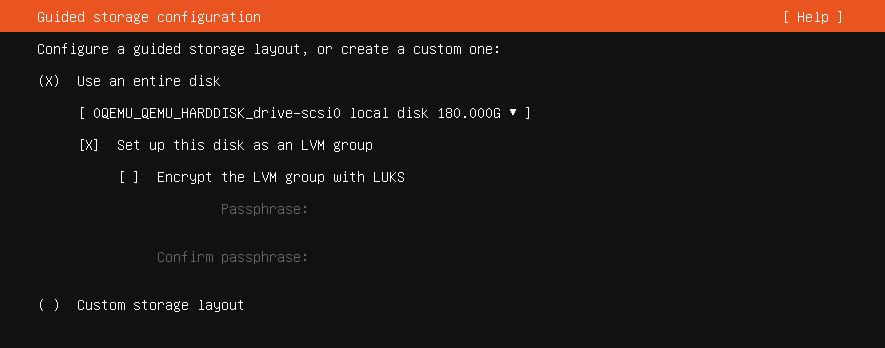 Guided storage configuration [ Help ]
Configure a guided storage layout, or create a custom one:
(X) Use an entire disk
[ 0QEMU_QEMU_HARDDISK_drive-scsi0 local disk 180.000G ▾ ]
[X] Set up this disk as an LVM group
[ ] Encrypt the LVM group with LUKS
Passphrase:
Confirm passphrase:
( ) Custom storage layout